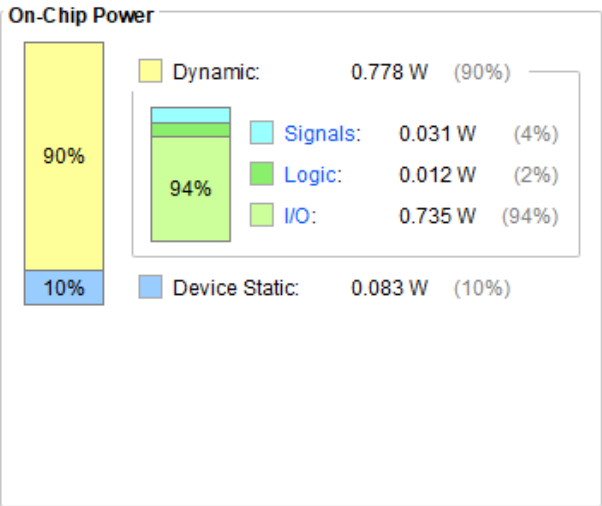 On-Chip Power
Dynamic: 0.778 W (90%)
90%
Signals: 0.031 W (4%)
Logic: 0.012 W (2%)
94%
I/O: 0.735 W (94%)
10%
Device Static: 0.083 W (10%)